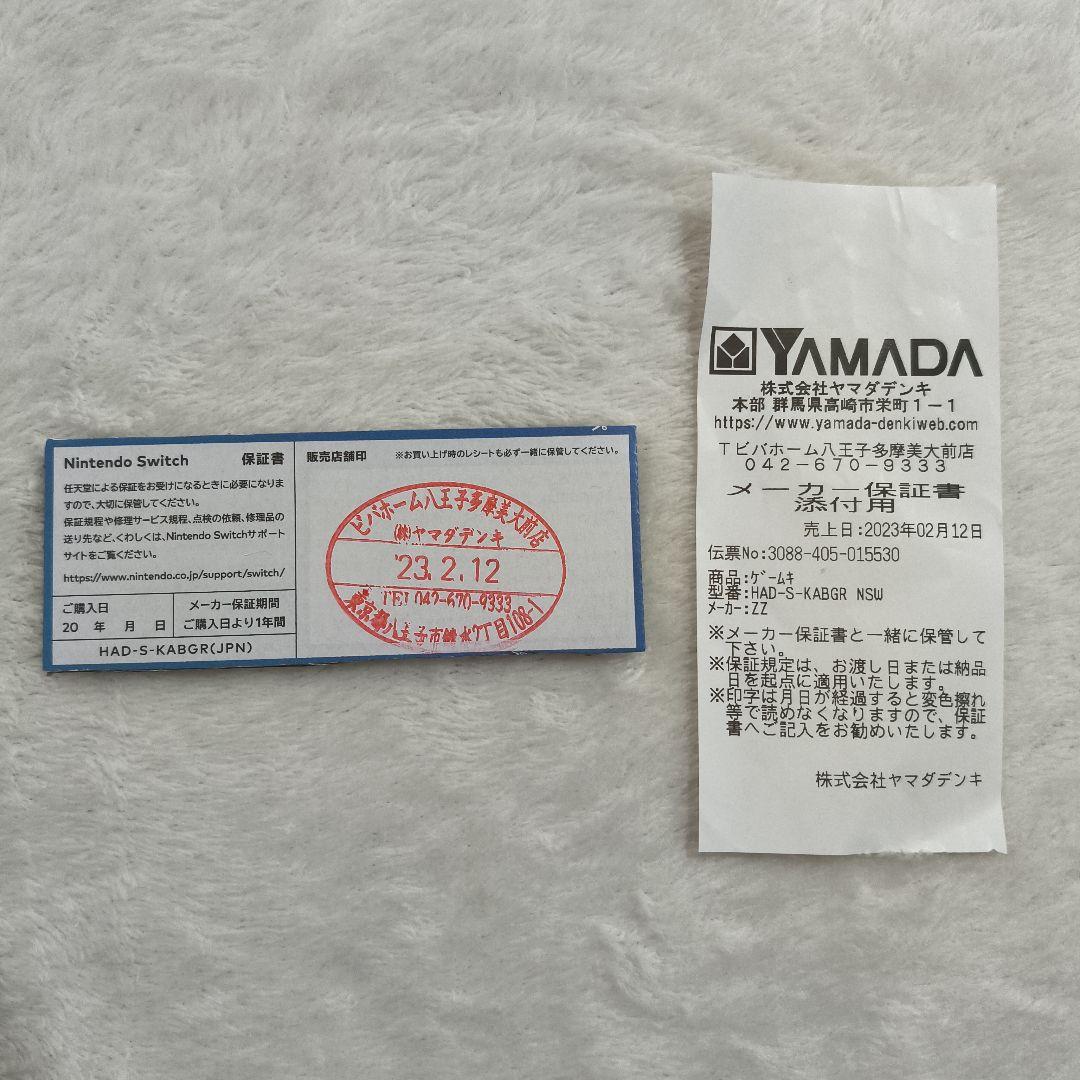 Nintendo Switch 保証書
任天堂による保証をお受けになるときに必要になりま
すので、大切に保管してください。
保証規程や修理サービス規程、点検の依頼、修理品の
送り先など、くわしくは、Nintendo Switchサポート
サイトをご覧ください。
https://www.nintendo.co.jp/support/switch/
ご購入日
20 年 月 日
メーカー保証期間
ご購入日より1年間
HAD-S-KABGR(JPN)
販売店舗印 ※お買い上げ時のレシートも必ず一緒に保管してください。
ビバホーム八王子多摩美大前店
(株)ヤマダデンキ
'23.2.12
TEL 042-670-9333
東京都八王子市鑓水2丁目108-1
YAMADA
株式会社ヤマダデンキ
本部 群馬県高崎市栄町1-1
https://www.yamada-denkiweb.com
Tビバホーム八王子多摩美大前店
042-670-9333
メーカー保証書
添付用
売上日:2023年02月12日
伝票No:3088-405-015530
商品:ゲームキ
型番:HAD-S-KABGR NSW
メーカー:ZZ
※メーカー保証書と一緒に保管して
下さい。
※保証規定は、お渡し日または納品
日を起点に適用いたします。
※印字は月日が経過すると変色擦れ
等で読めなくなりますので、保証
書へご記入をお勧めいたします。
株式会社ヤマダデンキ